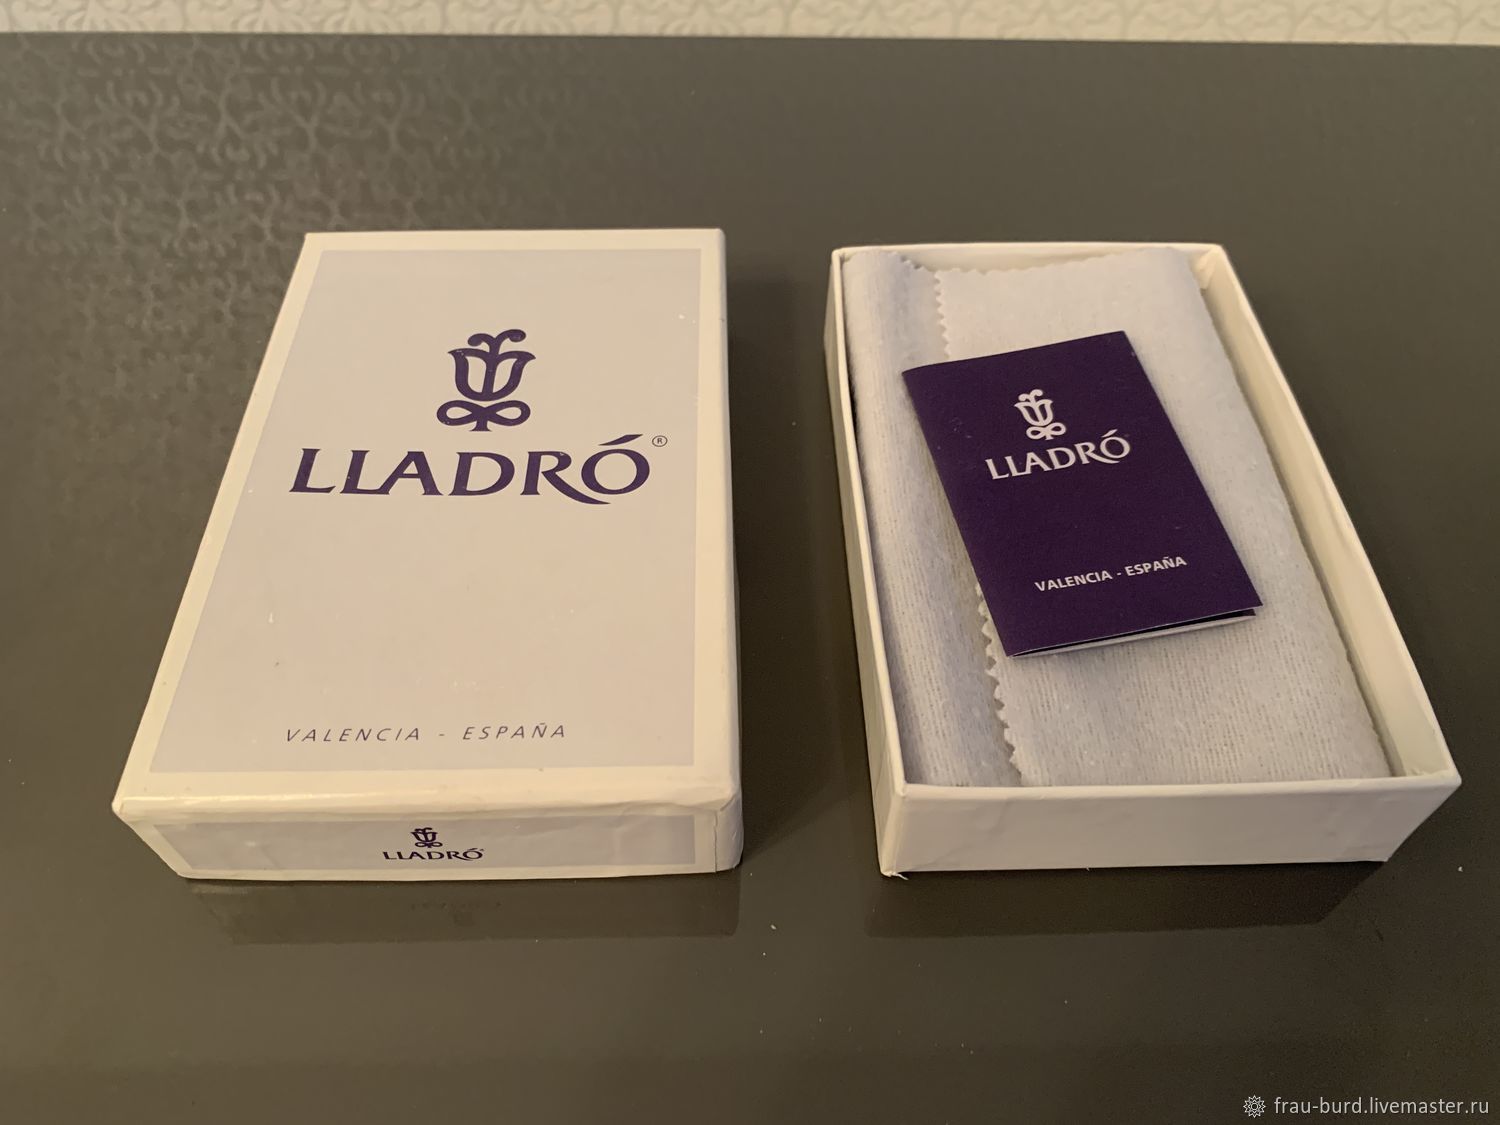 LLADRÓ®
VALENCIA - ESPAÑA
LLADRÓ®
LLADRÓ
VALENCIA - ESPAÑA
frau-burd.livemaster.ru